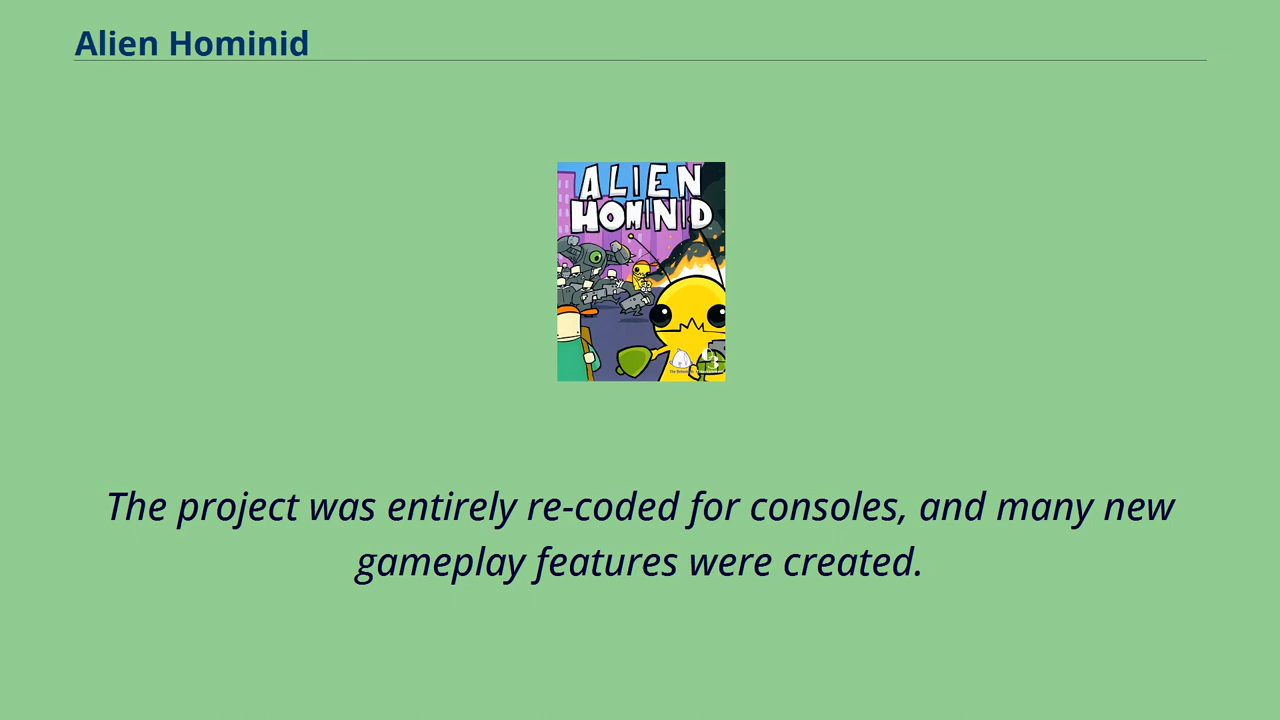 Alien Hominid
ALIEN
HOMINID
The project was entirely re-coded for consoles, and many new
gameplay features were created.